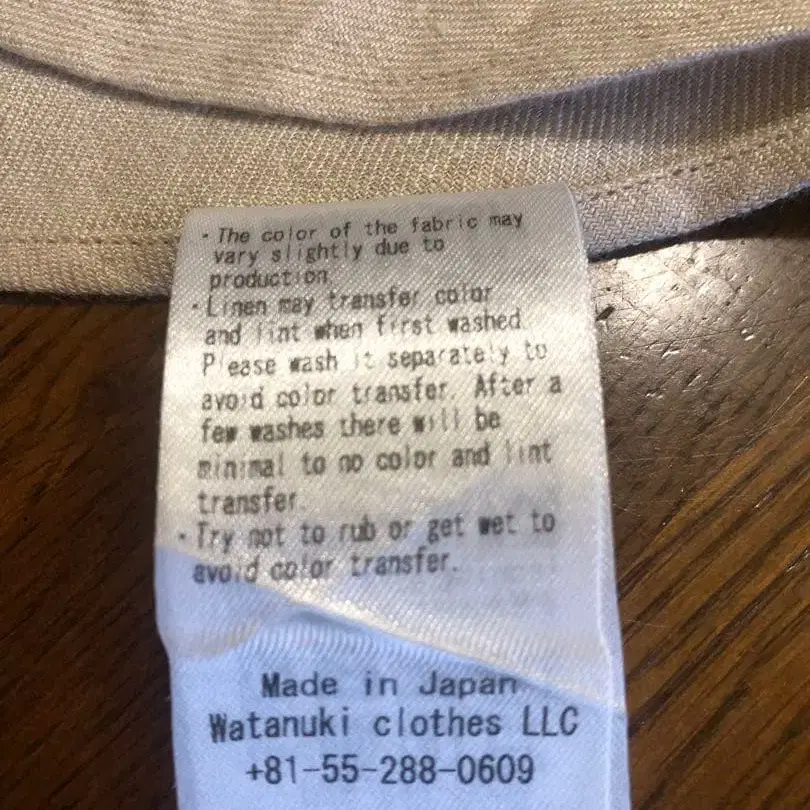 ・The color of the fabric may
vary slightly due to
production
・Linen may transfer color
and lint when first washed.
Please wash it separately to
avoid color transfer. After a
few washes there will be
minimal to no color and lint
transfer.
・Try not to rub or get wet to
avoid color transfer.
Made in Japan
Watanuki clothes LLC
+81-55-288-0609